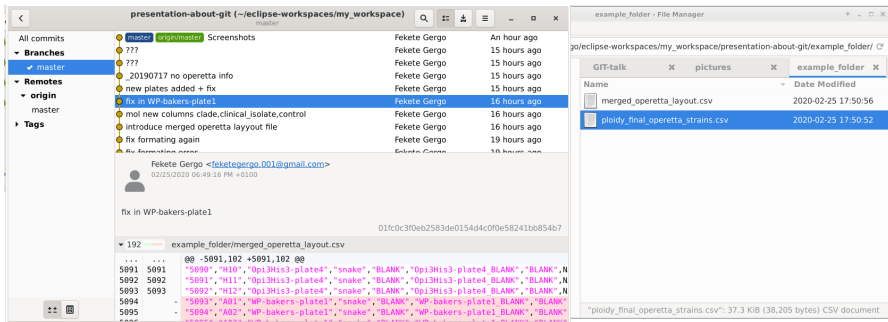 presentation-about-git (~/eclipse-workspaces/my_workspace)
master
All commits
Branches
master
Remotes
origin
master
Tags
master origin/master Screenshots Fekete Gergo An hour ago
??? Fekete Gergo 15 hours ago
??? Fekete Gergo 15 hours ago
_20190717 no operetta info Fekete Gergo 15 hours ago
new plates added + fix Fekete Gergo 15 hours ago
fix in WP-bakers-plate1 Fekete Gergo 16 hours ago
mol new columns clade,clinical_isolate,control Fekete Gergo 16 hours ago
introduce merged operetta layyout file Fekete Gergo 16 hours ago
fix formating again Fekete Gergo 19 hours ago
fix formating error Fekete Gergo 19 hours ago
Fekete Gergo <feketegergo.001@gmail.com>
02/25/2020 06:49:16 PM +0100
fix in WP-bakers-plate1
01fc0c3f0eb2583de0154d4c0f0e58241bb854b7
192 example_folder/merged_operetta_layout.csv
... ... @@ -5091,102 +5091,102 @@
5091 5091 "5090","H10","Opi3His3-plate4","snake","BLANK","Opi3His3-plate4_BLANK","BLANK",N
5092 5092 "5091","H11","Opi3His3-plate4","snake","BLANK","Opi3His3-plate4_BLANK","BLANK",N
5093 5093 "5092","H12","Opi3His3-plate4","snake","BLANK","Opi3His3-plate4_BLANK","BLANK",N
5094 - "5093","A01","WP-bakers-plate1","snake","BLANK","WP-bakers-plate1_BLANK","BLANK"
5095 - "5094","A02","WP-bakers-plate1","snake","BLANK","WP-bakers-plate1_BLANK","BLANK"
example_folder - File Manager
go/eclipse-workspaces/my_workspace/presentation-about-git/example_folder/
GIT-talk pictures example_folder
Name Date Modified
merged_operetta_layout.csv 2020-02-25 17:50:56
ploidy_final_operetta_strains.csv 2020-02-25 17:50:52
"ploidy_final_operetta_strains.csv": 37.3 KiB (38,205 bytes) CSV document